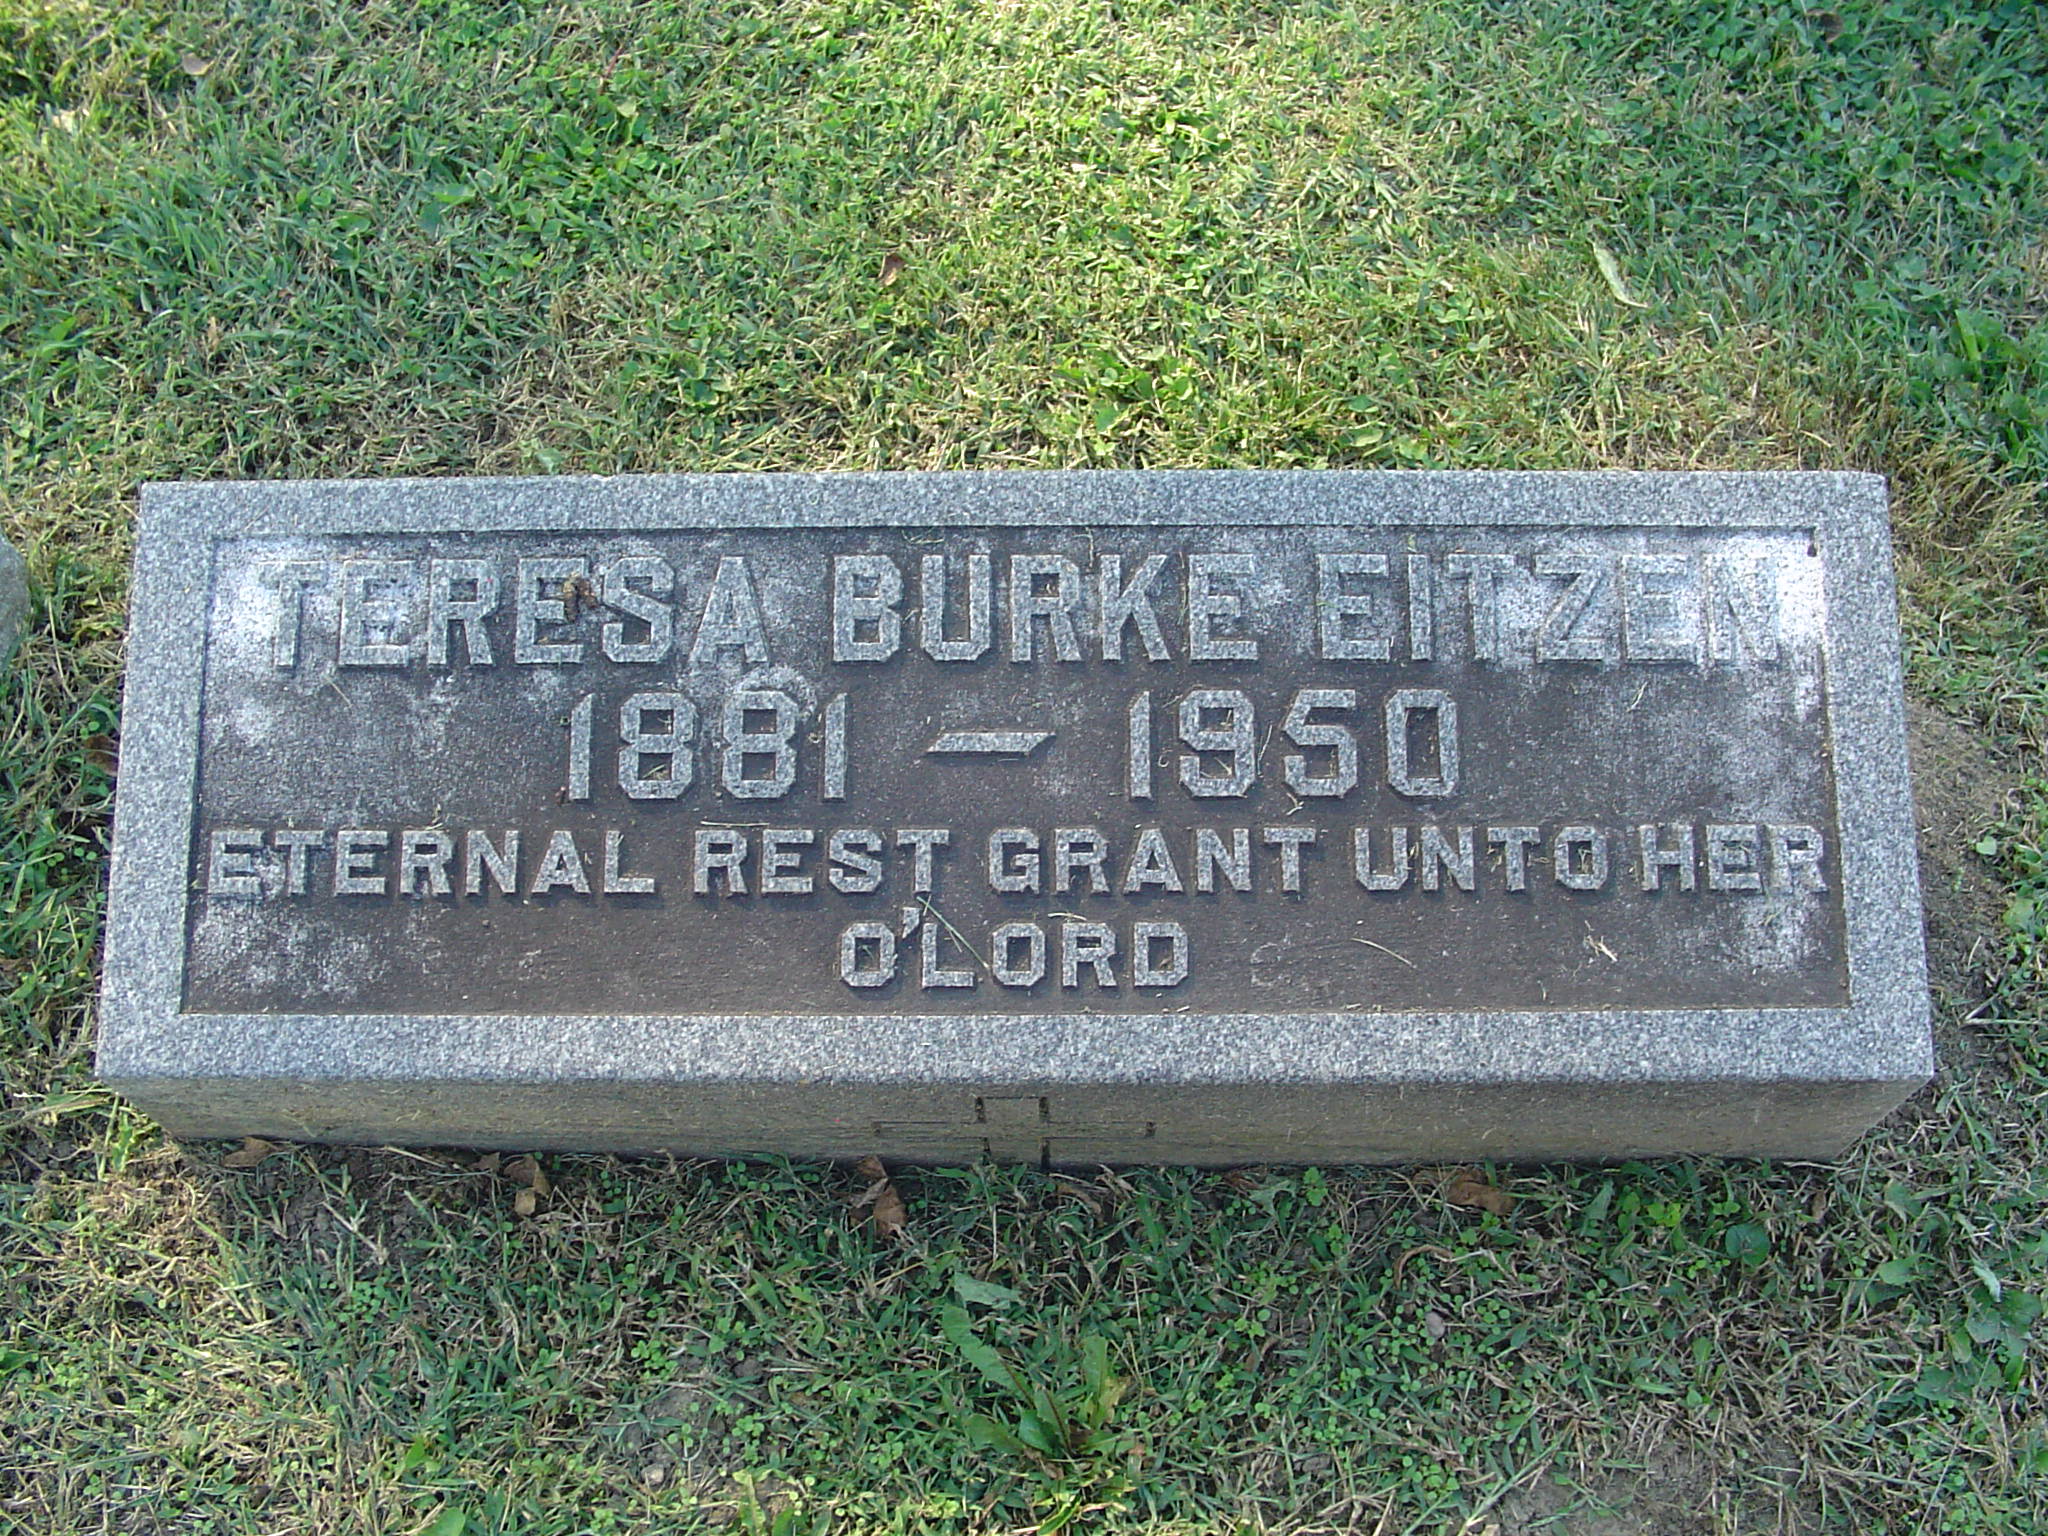 TERESA BURKE EITZEN
1881 — 1950
ETERNAL REST GRANT UNTO HER
O'LORD